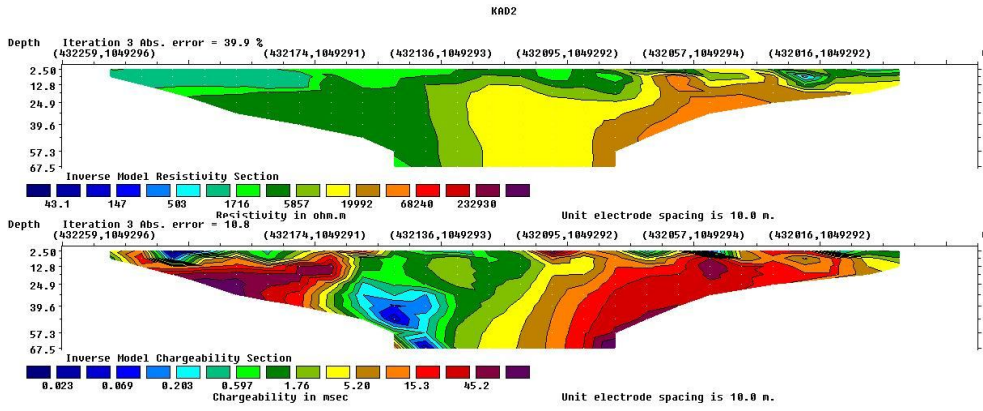 KAD2
Depth Iteration 3 Abs. error = 39.9 %
(432259,1049296) (432174,1049291) (432136,1049293) (432095,1049292) (432057,1049294) (432016,1049292)
2.50
12.8
24.9
39.6
57.3
67.5
Inverse Model Resistivity Section
43.1 147 503 1716 5857 19992 68240 232930
Resistivity in ohm.m Unit electrode spacing is 10.0 m.
Depth Iteration 3 Abs. error = 10.8
(432259,1049296) (432174,1049291) (432136,1049293) (432095,1049292) (432057,1049294) (432016,1049292)
2.50
12.8
24.9
39.6
57.3
67.5
Inverse Model Chargeability Section
0.023 0.069 0.203 0.597 1.76 5.20 15.3 45.2
Chargeability in msec Unit electrode spacing is 10.0 m.